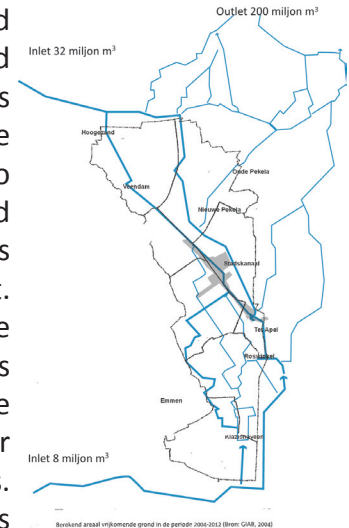 d
Outlet 200 miljon m³
d
Inlet 32 miljon m³
s
e
Hoogezand
o
Oude Pekela
Veendam
d
Nieuwe Pekela
s
Stadskanaal
t.
e
Ter Apel
s
e
Emmen
r
Klazienaveen
Inlet 8 miljon m³
s.
s
Berekend areaal vrijkomende grond in de periode 2004-2012 (Bron: GIAB, 2004)